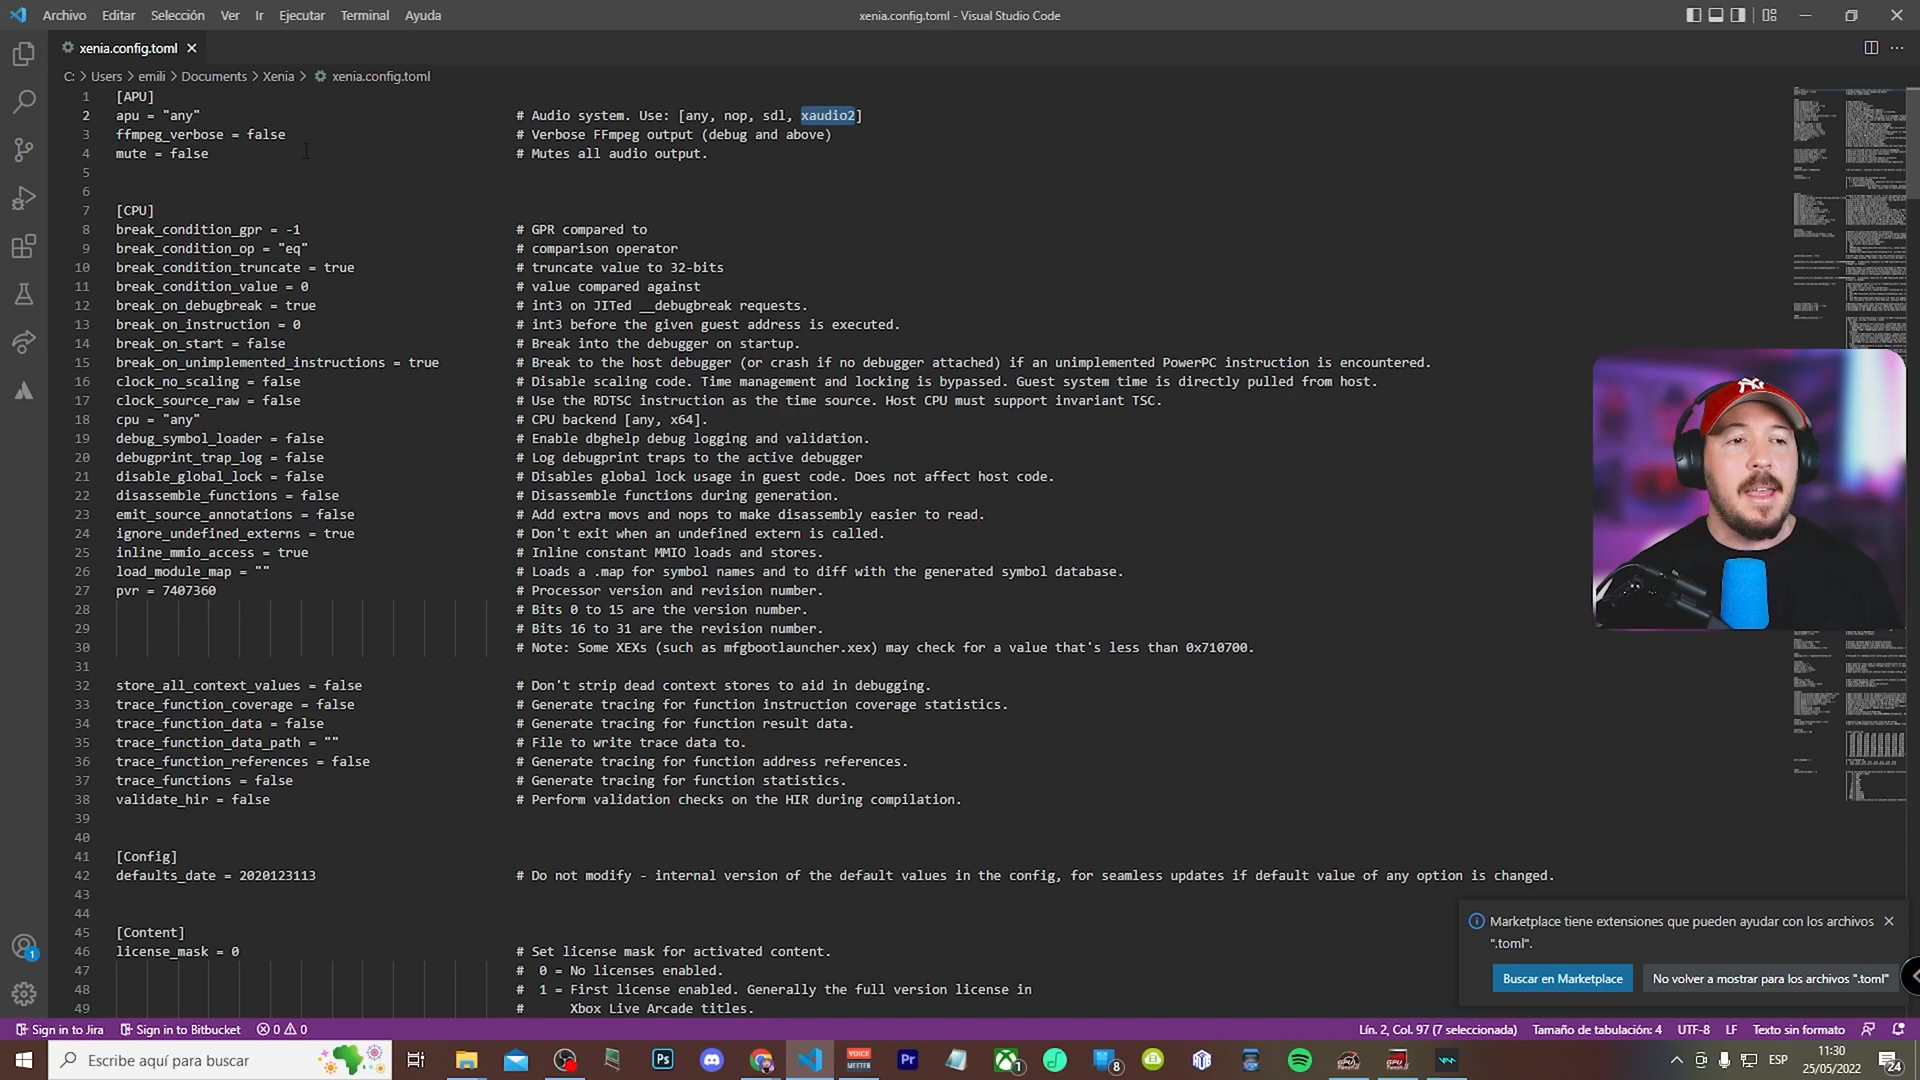 Archivo Editar Selección Ver Ir Ejecutar Terminal Ayuda
xenia.config.toml - Visual Studio Code
xenia.config.toml
C: > Users > emili > Documents > Xenia > xenia.config.toml
1 [APU]
2 apu = "any" # Audio system. Use: [any, nop, sdl, xaudio2]
3 ffmpeg_verbose = false # Verbose FFmpeg output (debug and above)
4 mute = false # Mutes all audio output.
5
6
7 [CPU]
8 break_condition_gpr = -1 # GPR compared to
9 break_condition_op = "eq" # comparison operator
10 break_condition_truncate = true # truncate value to 32-bits
11 break_condition_value = 0 # value compared against
12 break_on_debugbreak = true # int3 on JITed __debugbreak requests.
13 break_on_instruction = 0 # int3 before the given guest address is executed.
14 break_on_start = false # Break into the debugger on startup.
15 break_on_unimplemented_instructions = true # Break to the host debugger (or crash if no debugger attached) if an unimplemented PowerPC instruction is encountered.
16 clock_no_scaling = false # Disable scaling code. Time management and locking is bypassed. Guest system time is directly pulled from host.
17 clock_source_raw = false # Use the RDTSC instruction as the time source. Host CPU must support invariant TSC.
18 cpu = "any" # CPU backend [any, x64].
19 debug_symbol_loader = false # Enable dbghelp debug logging and validation.
20 debugprint_trap_log = false # Log debugprint traps to the active debugger
21 disable_global_lock = false # Disables global lock usage in guest code. Does not affect host code.
22 disassemble_functions = false # Disassemble functions during generation.
23 emit_source_annotations = false # Add extra movs and nops to make disassembly easier to read.
24 ignore_undefined_externs = true # Don't exit when an undefined extern is called.
25 inline_mmio_access = true # Inline constant MMIO loads and stores.
26 load_module_map = "" # Loads a .map for symbol names and to diff with the generated symbol database.
27 pvr = 7407360 # Processor version and revision number.
28 # Bits 0 to 15 are the version number.
29 # Bits 16 to 31 are the revision number.
30 # Note: Some XEXs (such as mfgbootlauncher.xex) may check for a value that's less than 0x710700.
31
32 store_all_context_values = false # Don't strip dead context stores to aid in debugging.
33 trace_function_coverage = false # Generate tracing for function instruction coverage statistics.
34 trace_function_data = false # Generate tracing for function result data.
35 trace_function_data_path = "" # File to write trace data to.
36 trace_function_references = false # Generate tracing for function address references.
37 trace_functions = false # Generate tracing for function statistics.
38 validate_hir = false # Perform validation checks on the HIR during compilation.
39
40
41 [Config]
42 defaults_date = 2020123113 # Do not modify - internal version of the default values in the config, for seamless updates if default value of any option is changed.
43
44
45 [Content]
46 license_mask = 0 # Set license mask for activated content.
47 # 0 = No licenses enabled.
48 # 1 = First license enabled. Generally the full version license in
49 # Xbox Live Arcade titles.
Marketplace tiene extensiones que pueden ayudar con los archivos
".toml".
Buscar en Marketplace
No volver a mostrar para los archivos ".toml"
1
Sign in to Jira Sign in to Bitbucket 0 0
Lín. 2, Col. 97 (7 seleccionada) Tamaño de tabulación: 4 UTF-8 LF Texto sin formato
Escribe aquí para buscar
Ps
VOICE
MEETER
Pr
1
8
ESP
11:30
25/05/2022
24